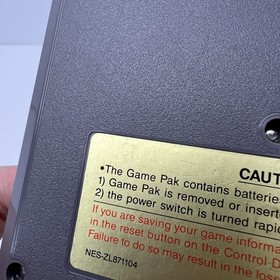 CAUT
•The Game Pak contains batteries
1) Game Pak is removed or insert
2) the power switch is turned rapi
If you are saving your game inform
in the reset button on the Control D
Failure to do so may result in the l
NES-ZL871104